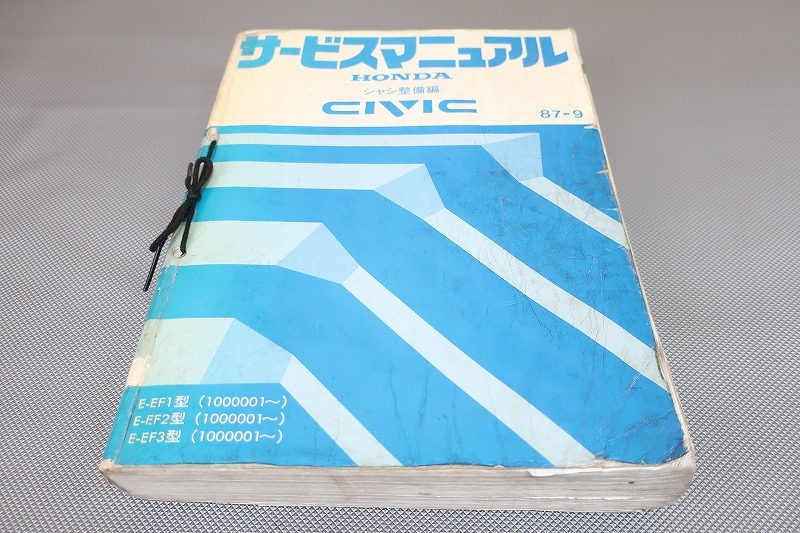 サービスマニュアル
HONDA
シャシ整備編
CIVIC
87-9
E-EF1型 (1000001〜)
E-EF2型 (1000001〜)
E-EF3型 (1000001〜)